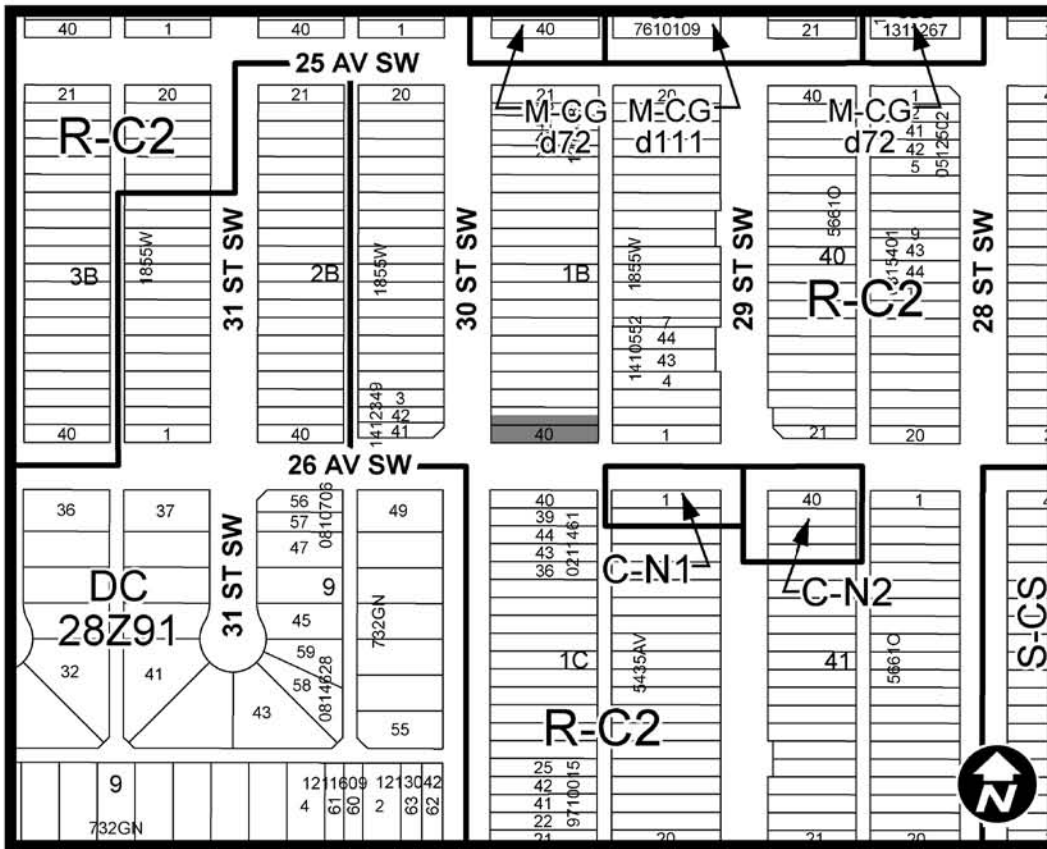 40 1 40 1 40 7610109 21 1311267
25 AV SW
21 20 21 20 21 20 40 1
R-C2
M-CG
d72
M-CG
d111
M-CG
d72
41
42
5
0512502
31 ST SW
30 ST SW
29 ST SW
28 ST SW
3B
1855W
2B
1855W
1B
1855W
5661O
40
R-C2
9
43
44
7
44
43
4
1410552
3
42
41
1412349
40 1 40 40 1 21 20
26 AV SW
36 37 56 49 40 1 40 1
57
47
0810706
39
44
43
36
0211461
C-N1
C-N2
DC
28Z91
31 ST SW
9
45
59
58
0814628
732GN
32 41 43 55
1C
5435AV
41
5661O
S-CS
R-C2
25
42
41
22
9710015
9
732GN
4
1211609
61
60
2
1213042
63
62
21 20 21 20
N